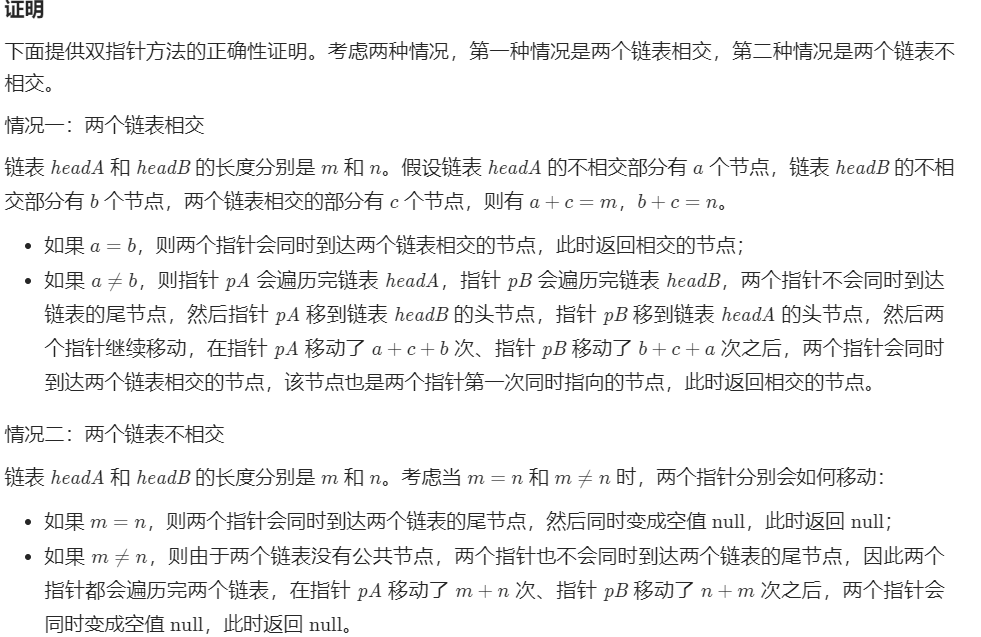 证明
下面提供双指针方法的正确性证明。考虑两种情况，第一种情况是两个链表相交，第二种情况是两个链表不
相交。
情况一：两个链表相交
链表 headA 和 headB 的长度分别是 m 和 n。假设链表 headA 的不相交部分有 a 个节点，链表 headB 的不相
交部分有 b 个节点，两个链表相交的部分有 c 个节点，则有 a + c = m，b + c = n。
• 如果 a = b，则两个指针会同时到达两个链表相交的节点，此时返回相交的节点；
• 如果 a ≠ b，则指针 pA 会遍历完链表 headA，指针 pB 会遍历完链表 headB，两个指针不会同时到达
链表的尾节点，然后指针 pA 移到链表 headB 的头节点，指针 pB 移到链表 headA 的头节点，然后两
个指针继续移动，在指针 pA 移动了 a + c + b 次、指针 pB 移动了 b + c + a 次之后，两个指针会同时
到达两个链表相交的节点，该节点也是两个指针第一次同时指向的节点，此时返回相交的节点。
情况二：两个链表不相交
链表 headA 和 headB 的长度分别是 m 和 n。考虑当 m = n 和 m ≠ n 时，两个指针分别会如何移动：
• 如果 m = n，则两个指针会同时到达两个链表的尾节点，然后同时变成空值 null，此时返回 null；
• 如果 m ≠ n，则由于两个链表没有公共节点，两个指针也不会同时到达两个链表的尾节点，因此两个
指针都会遍历完两个链表，在指针 pA 移动了 m + n 次、指针 pB 移动了 n + m 次之后，两个指针会
同时变成空值 null，此时返回 null。